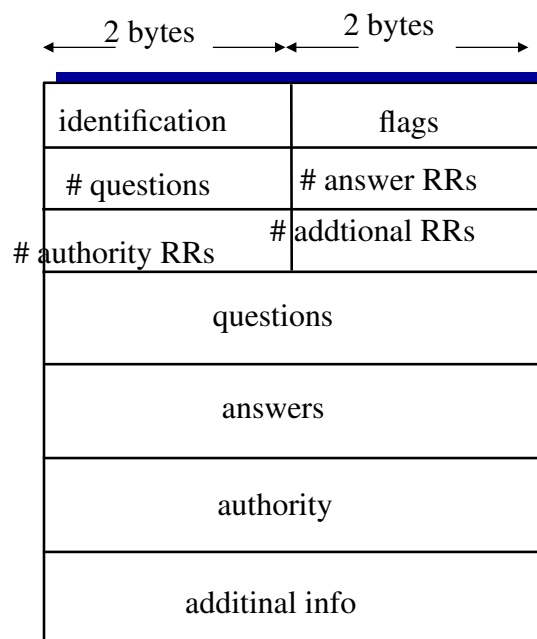 2 bytes 2 bytes
identification flags
# questions # answer RRs
# authority RRs # addtional RRs
questions
answers
authority
additinal info